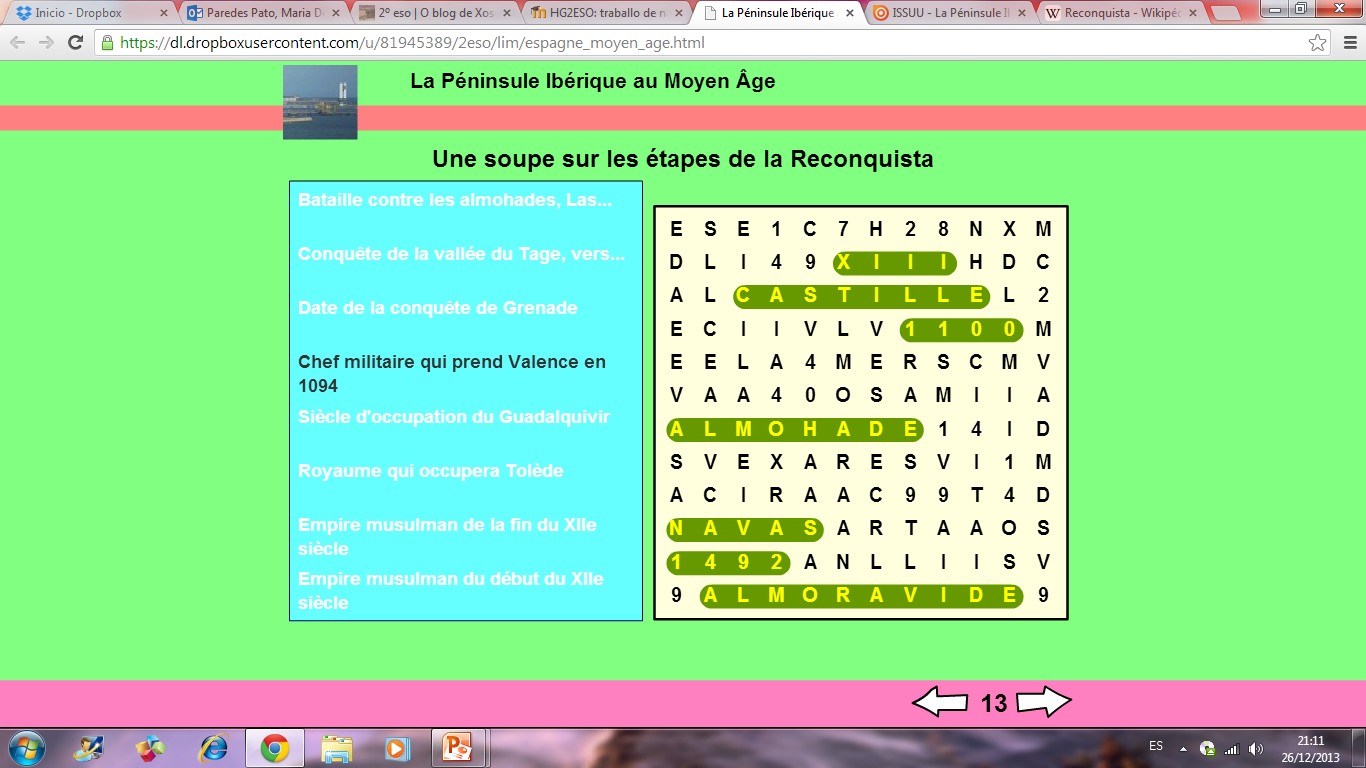 Inicio - Dropbox
Paredes Pato, Maria D
2º eso | O blog de Xos
HG2ESO: traballo de n
La Péninsule Ibérique
ISSUU - La Péninsule I
Reconquista - Wikipéd
https://dl.dropboxusercontent.com/u/81945389/2eso/lim/espagne_moyen_age.html
La Péninsule Ibérique au Moyen Âge
Une soupe sur les étapes de la Reconquista
Bataille contre les almohades, Las...
Conquête de la vallée du Tage, vers...
Date de la conquête de Grenade
Chef militaire qui prend Valence en
1094
Siècle d'occupation du Guadalquivir
Royaume qui occupera Tolède
Empire musulman de la fin du XIIe
siècle
Empire musulman du début du XIIe
siècle
E S E 1 C 7 H 2 8 N X M
D L I 4 9 X I I I H D C
A L C A S T I L L E L 2
E C I I V L V 1 1 0 0 M
E E L A 4 M E R S C M V
V A A 4 0 O S A M I I A
A L M O H A D E 1 4 I D
S V E X A R E S V I 1 M
A C I R A A C 9 9 T 4 D
N A V A S A R T A A O S
1 4 9 2 A N L L I I S V
9 A L M O R A V I D E 9
13
ES
21:11
26/12/2013